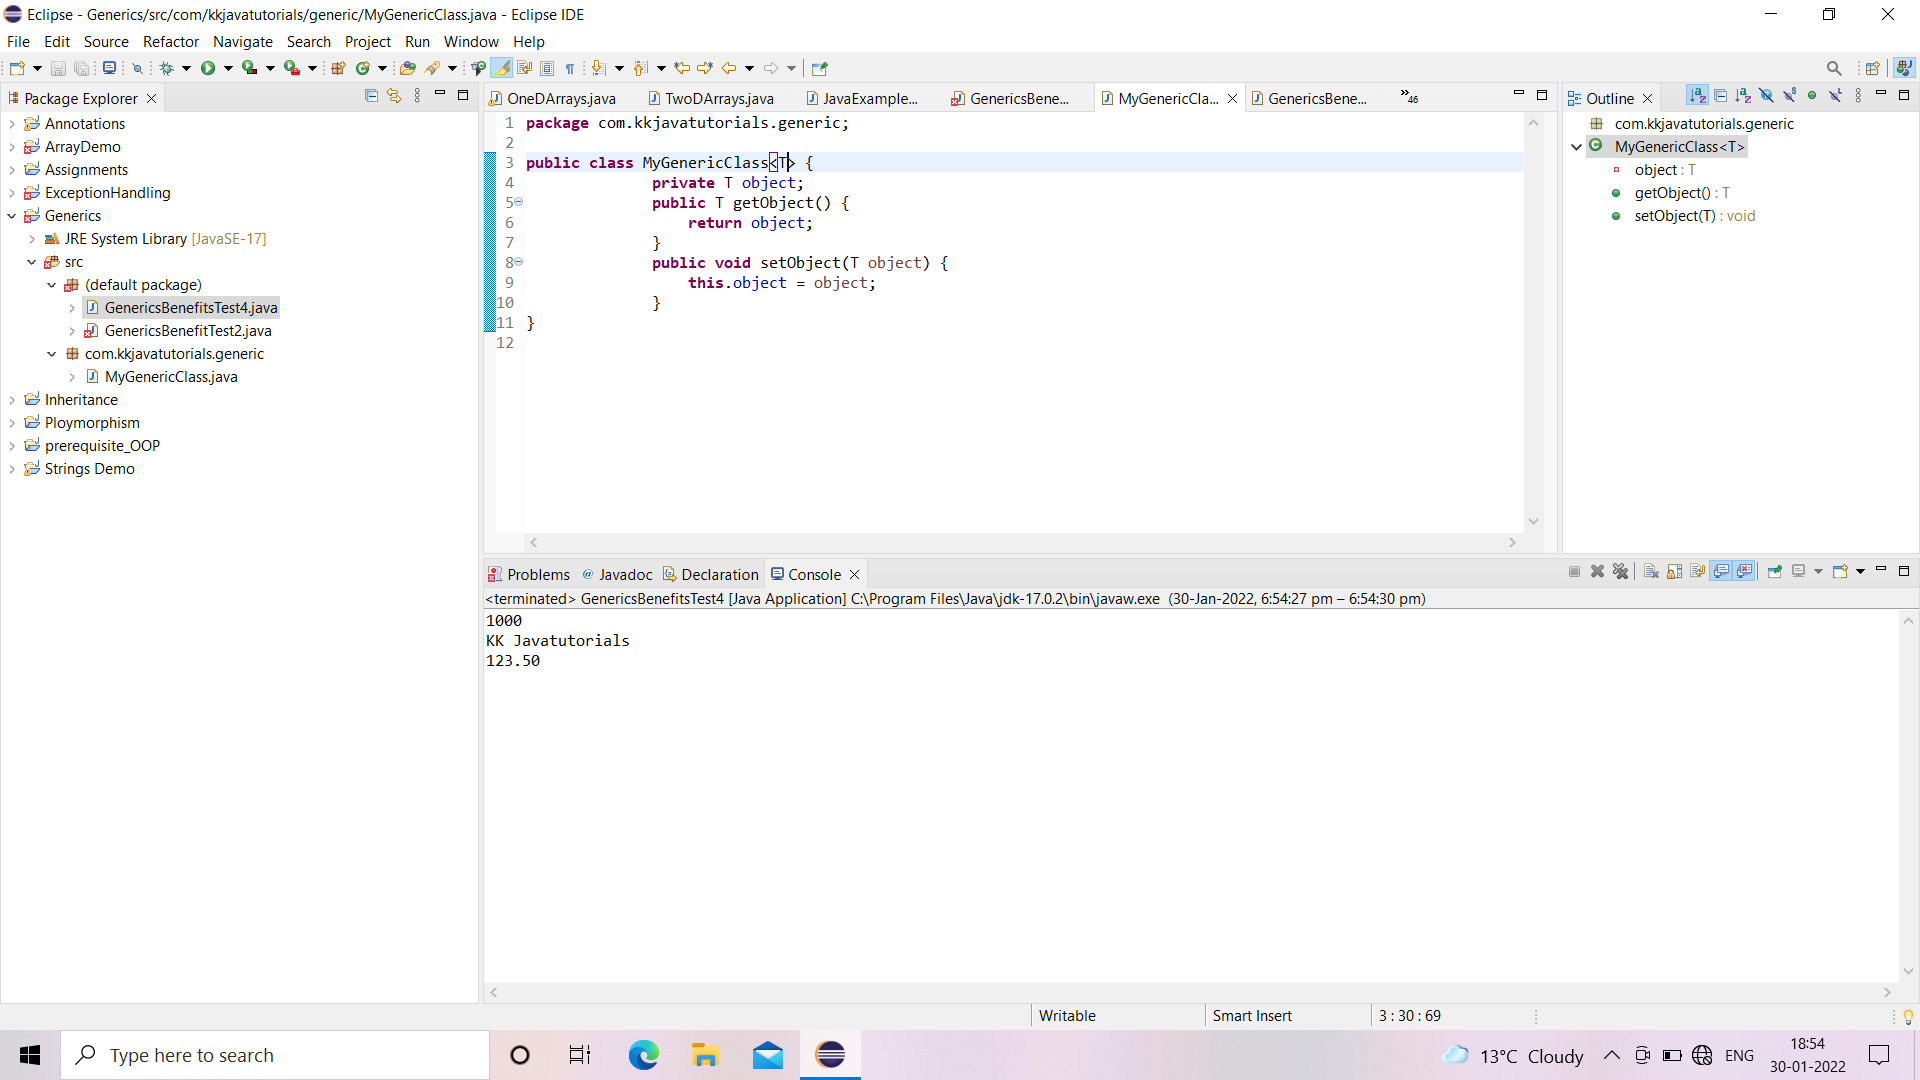 Eclipse - Generics/src/com/kkjavatutorials/generic/MyGenericClass.java - Eclipse IDE
File Edit Source Refactor Navigate Search Project Run Window Help
Package Explorer
Annotations
ArrayDemo
Assignments
ExceptionHandling
Generics
JRE System Library [JavaSE-17]
src
(default package)
GenericsBenefitsTest4.java
GenericsBenefitTest2.java
com.kkjavatutorials.generic
MyGenericClass.java
Inheritance
Ploymorphism
prerequisite_OOP
Strings Demo
OneDArrays.java TwoDArrays.java JavaExample... GenericsBene... MyGenericCla... GenericsBene... »46
1 package com.kkjavatutorials.generic;
2
3 public class MyGenericClass<T> {
4 private T object;
5 public T getObject() {
6 return object;
7 }
8 public void setObject(T object) {
9 this.object = object;
10 }
11 }
12
Outline
com.kkjavatutorials.generic
MyGenericClass<T>
object : T
getObject() : T
setObject(T) : void
Problems @ Javadoc Declaration Console
<terminated> GenericsBenefitsTest4 [Java Application] C:\Program Files\Java\jdk-17.0.2\bin\javaw.exe (30-Jan-2022, 6:54:27 pm – 6:54:30 pm)
1000
KK Javatutorials
123.50
Writable Smart Insert 3 : 30 : 69
Type here to search
13°C Cloudy
ENG
18:54
30-01-2022